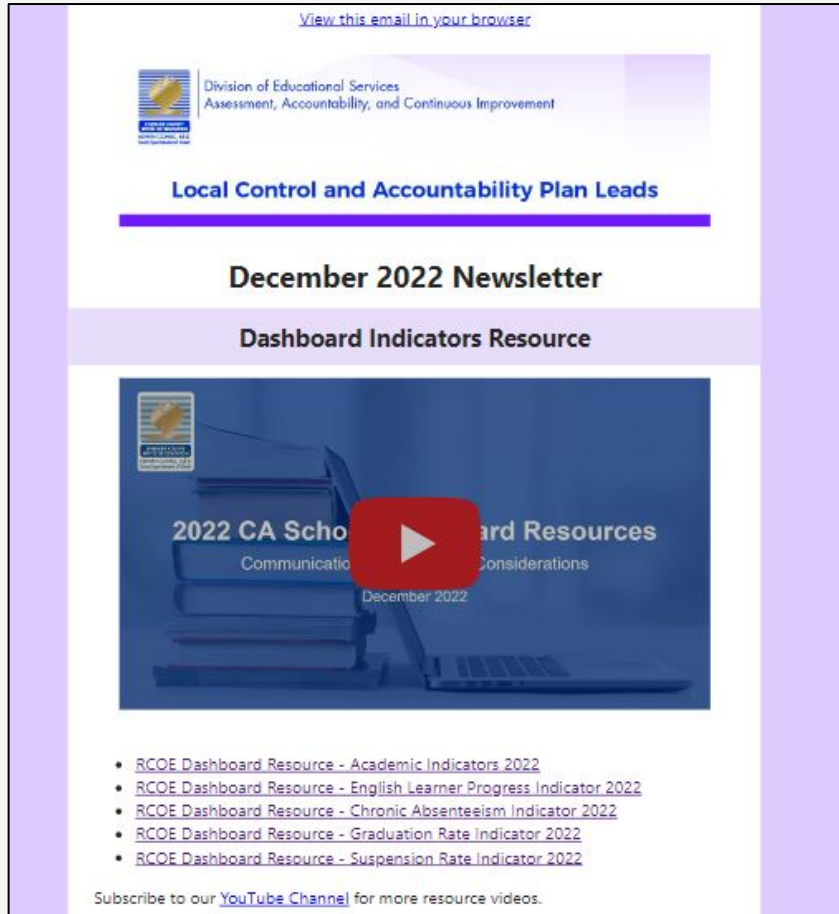 View this email in your browser
Division of Educational Services
Assessment, Accountability, and Continuous Improvement
Local Control and Accountability Plan Leads
December 2022 Newsletter
Dashboard Indicators Resource
2022 CA Scho ard Resources
Communicatio Considerations
December 2022
• RCOE Dashboard Resource - Academic Indicators 2022
• RCOE Dashboard Resource - English Learner Progress Indicator 2022
• RCOE Dashboard Resource - Chronic Absenteeism Indicator 2022
• RCOE Dashboard Resource - Graduation Rate Indicator 2022
• RCOE Dashboard Resource - Suspension Rate Indicator 2022
Subscribe to our YouTube Channel for more resource videos.